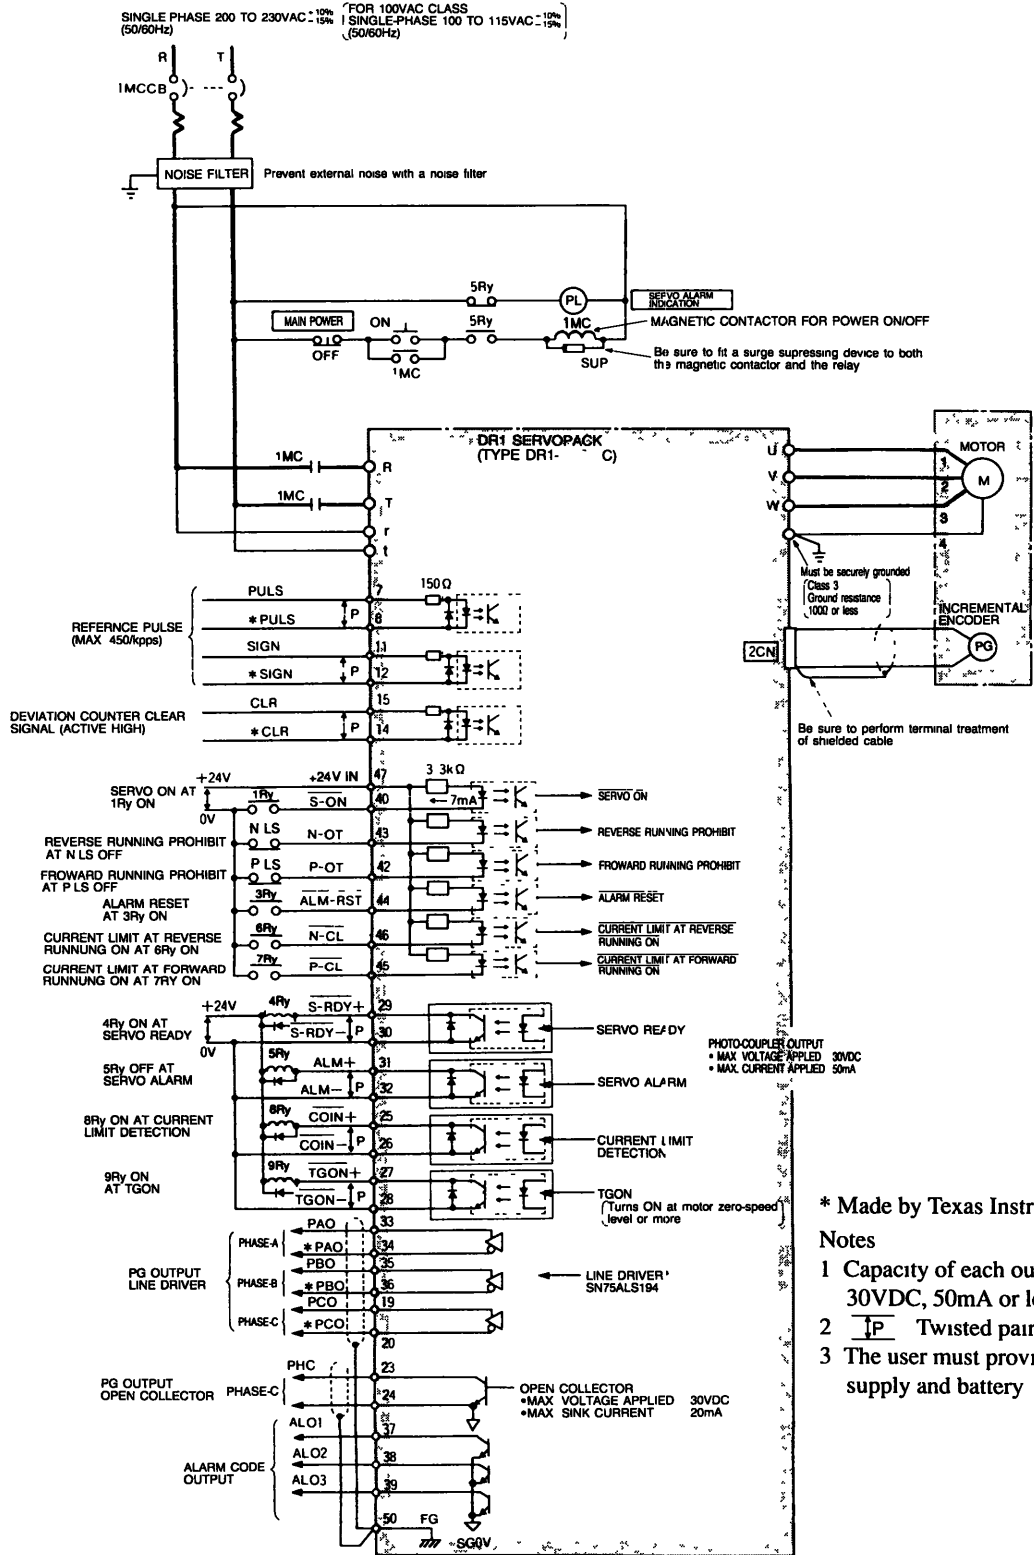 SINGLE PHASE 200 TO 230VAC +10% -15%
(50/60Hz)
FOR 100VAC CLASS
SINGLE-PHASE 100 TO 115VAC +10% -15%
(50/60Hz)
R
T
1MCCB
NOISE FILTER
Prevent external noise with a noise filter
5Ry
PL
SERVO ALARM
INDICATION
MAIN POWER
OFF
ON
1MC
5Ry
1MC
SUP
MAGNETIC CONTACTOR FOR POWER ON/OFF
Be sure to fit a surge supressing device to both
the magnetic contactor and the relay
DR1 SERVOPACK
(TYPE DR1- C)
1MC
R
1MC
T
r
t
U
V
W
MOTOR
M
1
2
3
4
Must be securely grounded
Class 3
Ground resistance
100Ω or less
INCREMENTAL
ENCODER
PG
2CN
Be sure to perform terminal treatment
of shielded cable
REFERNCE PULSE
(MAX 450/kpps)
PULS
7
150Ω
*PULS
P
8
SIGN
11
*SIGN
P
12
DEVIATION COUNTER CLEAR
SIGNAL (ACTIVE HIGH)
CLR
15
*CLR
P
14
+24V
0V
+24V IN
47
3 3kΩ
7mA
SERVO ON AT
1Ry ON
1Ry
S-ON
40
SERVO ON
REVERSE RUNNING PROHIBIT
AT N LS OFF
N LS
N-OT
43
REVERSE RUNNING PROHIBIT
FROWARD RUNNING PROHIBIT
AT P LS OFF
P LS
P-OT
42
FROWARD RUNNING PROHIBIT
ALARM RESET
AT 3Ry ON
3Ry
ALM-RST
44
ALARM RESET
CURRENT LIMIT AT REVERSE
RUNNUNG ON AT 6Ry ON
6Ry
N-CL
46
CURRENT LIMIT AT REVERSE
RUNNING ON
CURRENT LIMIT AT FORWARD
RUNNUNG ON AT 7RY ON
7Ry
P-CL
45
CURRENT LIMIT AT FORWARD
RUNNING ON
+24V
0V
4Ry ON AT
SERVO READY
4Ry
S-RDY+
29
S-RDY-
P
30
SERVO READY
PHOTO-COUPLER OUTPUT
• MAX VOLTAGE APPLED 30VDC
• MAX. CURRENT APPLED 50mA
5Ry OFF AT
SERVO ALARM
5Ry
ALM+
31
ALM-
P
32
SERVO ALARM
8Ry ON AT CURRENT
LIMIT DETECTION
8Ry
COIN+
25
COIN-
P
26
CURRENT LIMIT
DETECTION
9Ry ON
AT TGON
9Ry
TGON+
27
TGON-
P
28
TGON
(Turns ON at motor zero-speed
level or more)
PG OUTPUT
LINE DRIVER
PHASE-A
PAO
33
*PAO
34
PHASE-B
PBO
35
*PBO
36
PHASE-C
PCO
19
*PCO
20
LINE DRIVER*
SN75ALS194
PG OUTPUT
OPEN COLLECTOR
PHASE-C
PHC
23
24
OPEN COLLECTOR
•MAX VOLTAGE APPLED 30VDC
•MAX SINK CURRENT 20mA
ALARM CODE
OUTPUT
ALO1
37
ALO2
38
ALO3
39
50
FG
SG0V
* Made by Texas Instr
Notes
1 Capacity of each ou
30VDC, 50mA or l
2 P Twisted pair
3 The user must prov
supply and battery